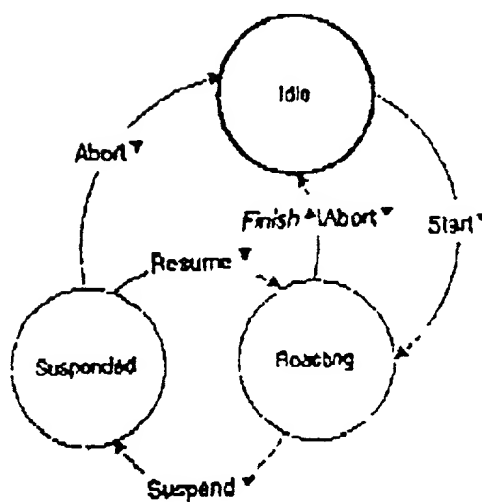 Idle
Abort▼
Finish▲\Abort▼
Start▼
Resume▼
Suspended
Roasting
Suspend▼